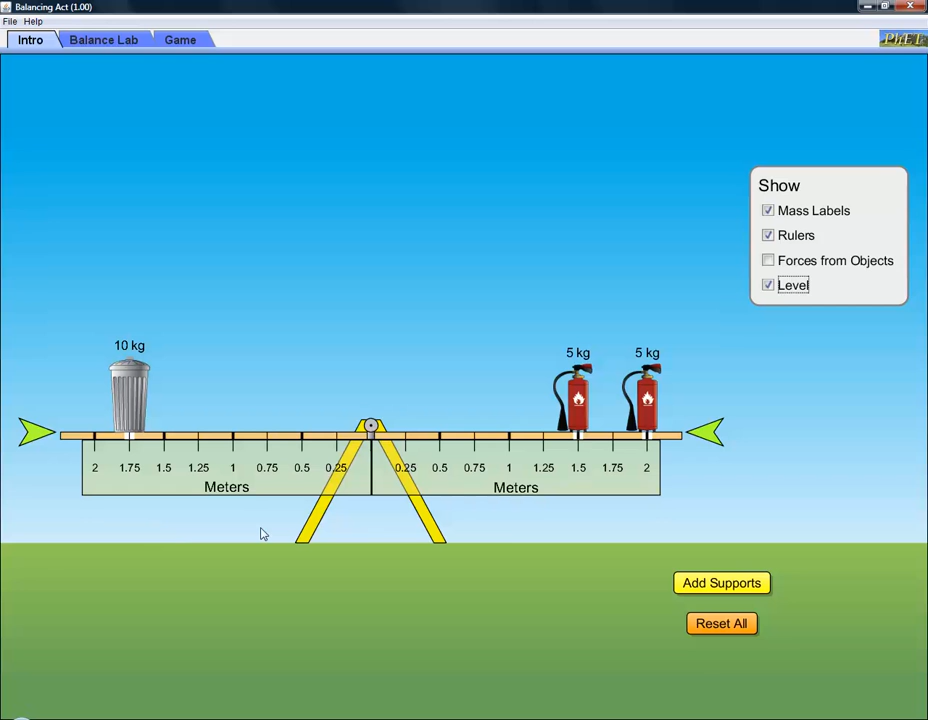 Balancing Act (1.00)
File Help
Intro Balance Lab Game PhET
Show
Mass Labels
Rulers
Forces from Objects
Level
10 kg 5 kg 5 kg
2 1.75 1.5 1.25 1 0.75 0.5 0.25 0.25 0.5 0.75 1 1.25 1.5 2
Meters Meters
Add Supports
Reset All